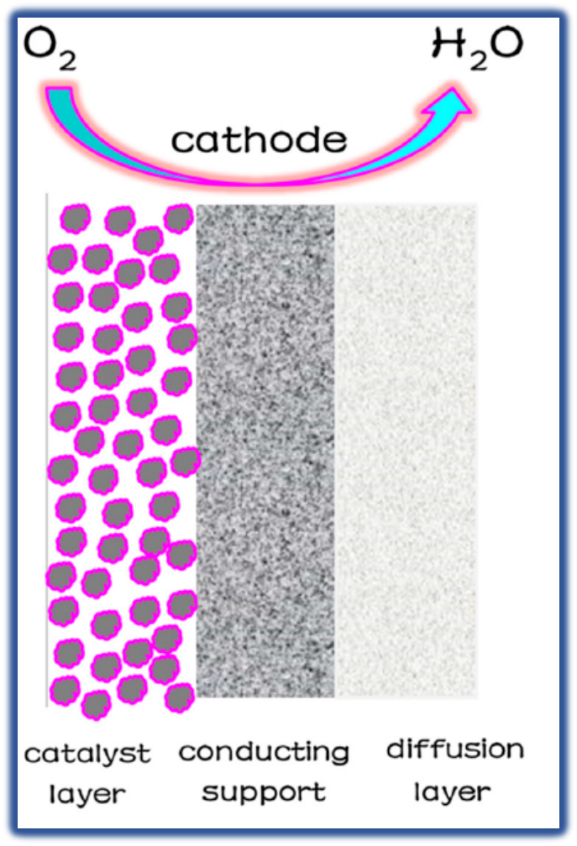 O₂
H₂O
cathode
catalyst layer
conducting support
diffusion layer